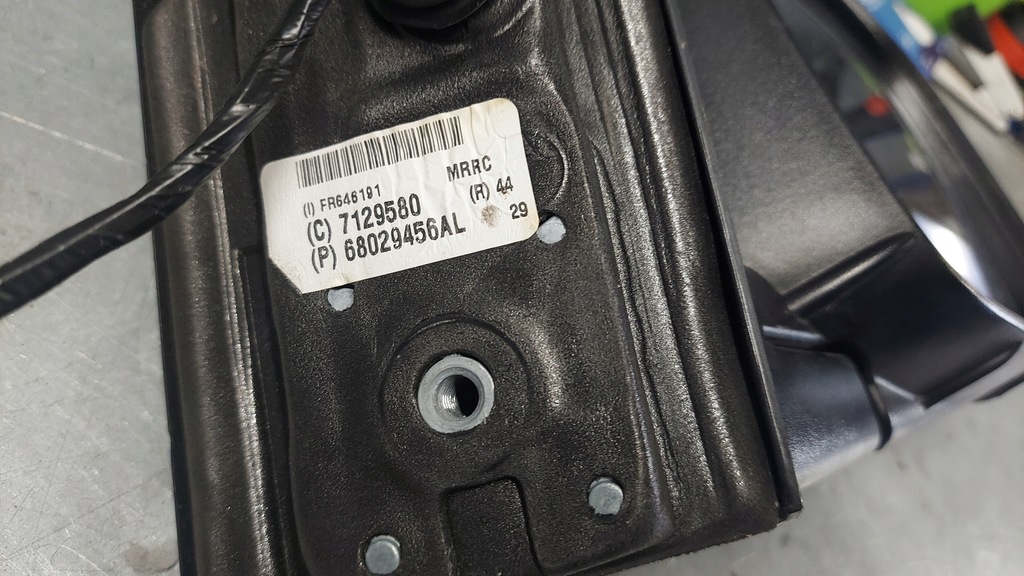 MRRC
(I) FR646191
(R) 44
(C) 7129580
29
(P) 68029456AL